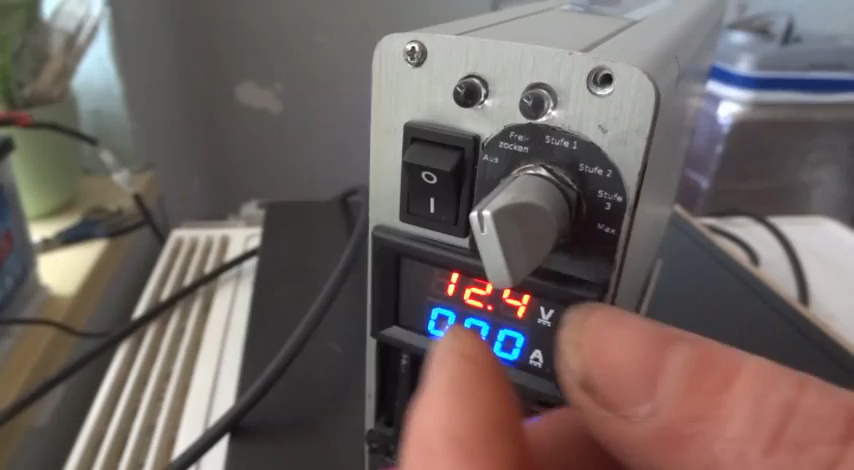 Frei-
zocken
Stufe 1
Aus
Stufe 2
Stufe
3
Max
O
I
12.4 V
A